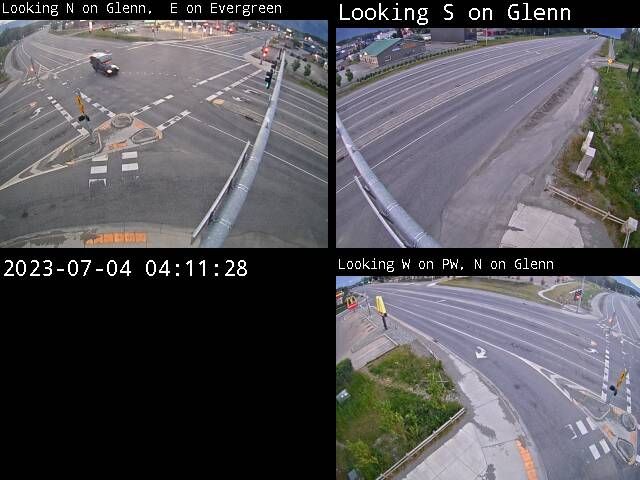 Looking N on Glenn,  E on Evergreen
Looking S on Glenn
2023-07-04 04:11:28
Looking W on PW, N on Glenn